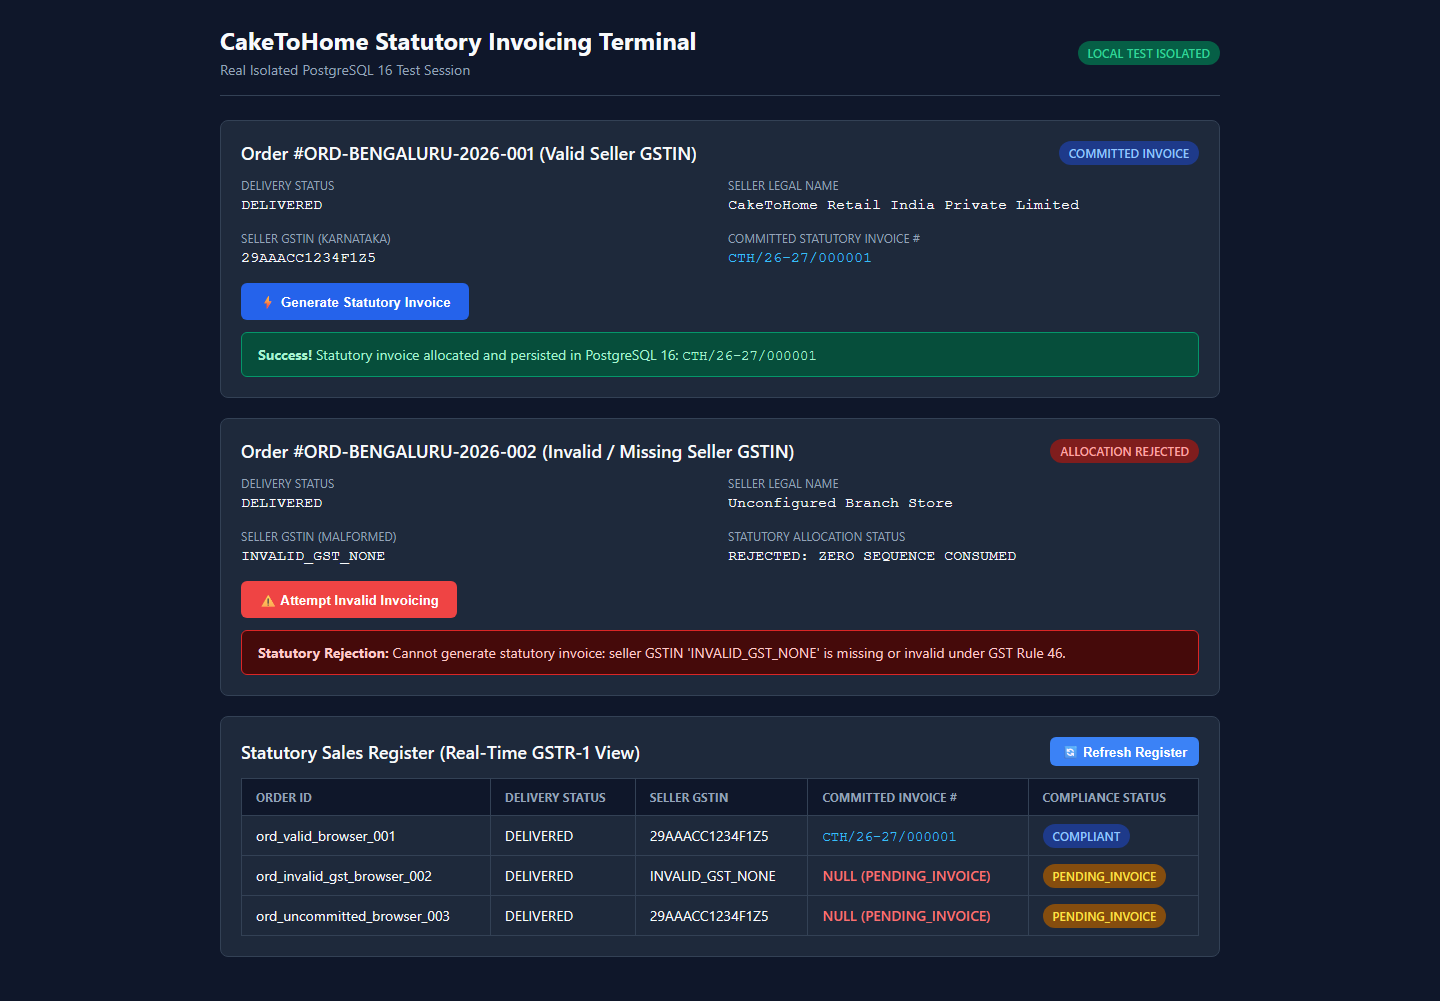 CakeToHome Statutory Invoicing Terminal
Real Isolated PostgreSQL 16 Test Session
LOCAL TEST ISOLATED
Order #ORD-BENGALURU-2026-001 (Valid Seller GSTIN)
COMMITTED INVOICE
DELIVERY STATUS
DELIVERED
SELLER LEGAL NAME
CakeToHome Retail India Private Limited
SELLER GSTIN (KARNATAKA)
29AAACC1234F1Z5
COMMITTED STATUTORY INVOICE #
CTH/26-27/000001
⚡ Generate Statutory Invoice
Success! Statutory invoice allocated and persisted in PostgreSQL 16: CTH/26-27/000001
Order #ORD-BENGALURU-2026-002 (Invalid / Missing Seller GSTIN)
ALLOCATION REJECTED
DELIVERY STATUS
DELIVERED
SELLER LEGAL NAME
Unconfigured Branch Store
SELLER GSTIN (MALFORMED)
INVALID_GST_NONE
STATUTORY ALLOCATION STATUS
REJECTED: ZERO SEQUENCE CONSUMED
⚠️ Attempt Invalid Invoicing
Statutory Rejection: Cannot generate statutory invoice: seller GSTIN 'INVALID_GST_NONE' is missing or invalid under GST Rule 46.
Statutory Sales Register (Real-Time GSTR-1 View)
🔄 Refresh Register
ORDER ID DELIVERY STATUS SELLER GSTIN COMMITTED INVOICE # COMPLIANCE STATUS
ord_valid_browser_001 DELIVERED 29AAACC1234F1Z5 CTH/26-27/000001 COMPLIANT
ord_invalid_gst_browser_002 DELIVERED INVALID_GST_NONE NULL (PENDING_INVOICE) PENDING_INVOICE
ord_uncommitted_browser_003 DELIVERED 29AAACC1234F1Z5 NULL (PENDING_INVOICE) PENDING_INVOICE